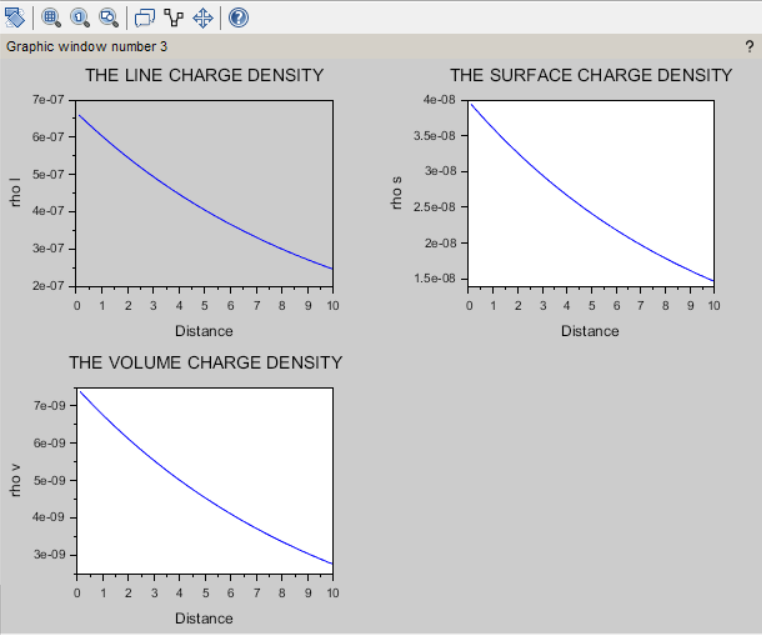 Graphic window number 3
?
THE LINE CHARGE DENSITY
7e-07
6e-07
5e-07
4e-07
3e-07
2e-07
rho l
0 1 2 3 4 5 6 7 8 9 10
Distance
THE SURFACE CHARGE DENSITY
4e-08
3.5e-08
3e-08
2.5e-08
2e-08
1.5e-08
rho s
0 1 2 3 4 5 6 7 8 9 10
Distance
THE VOLUME CHARGE DENSITY
7e-09
6e-09
5e-09
4e-09
3e-09
rho v
0 1 2 3 4 5 6 7 8 9 10
Distance